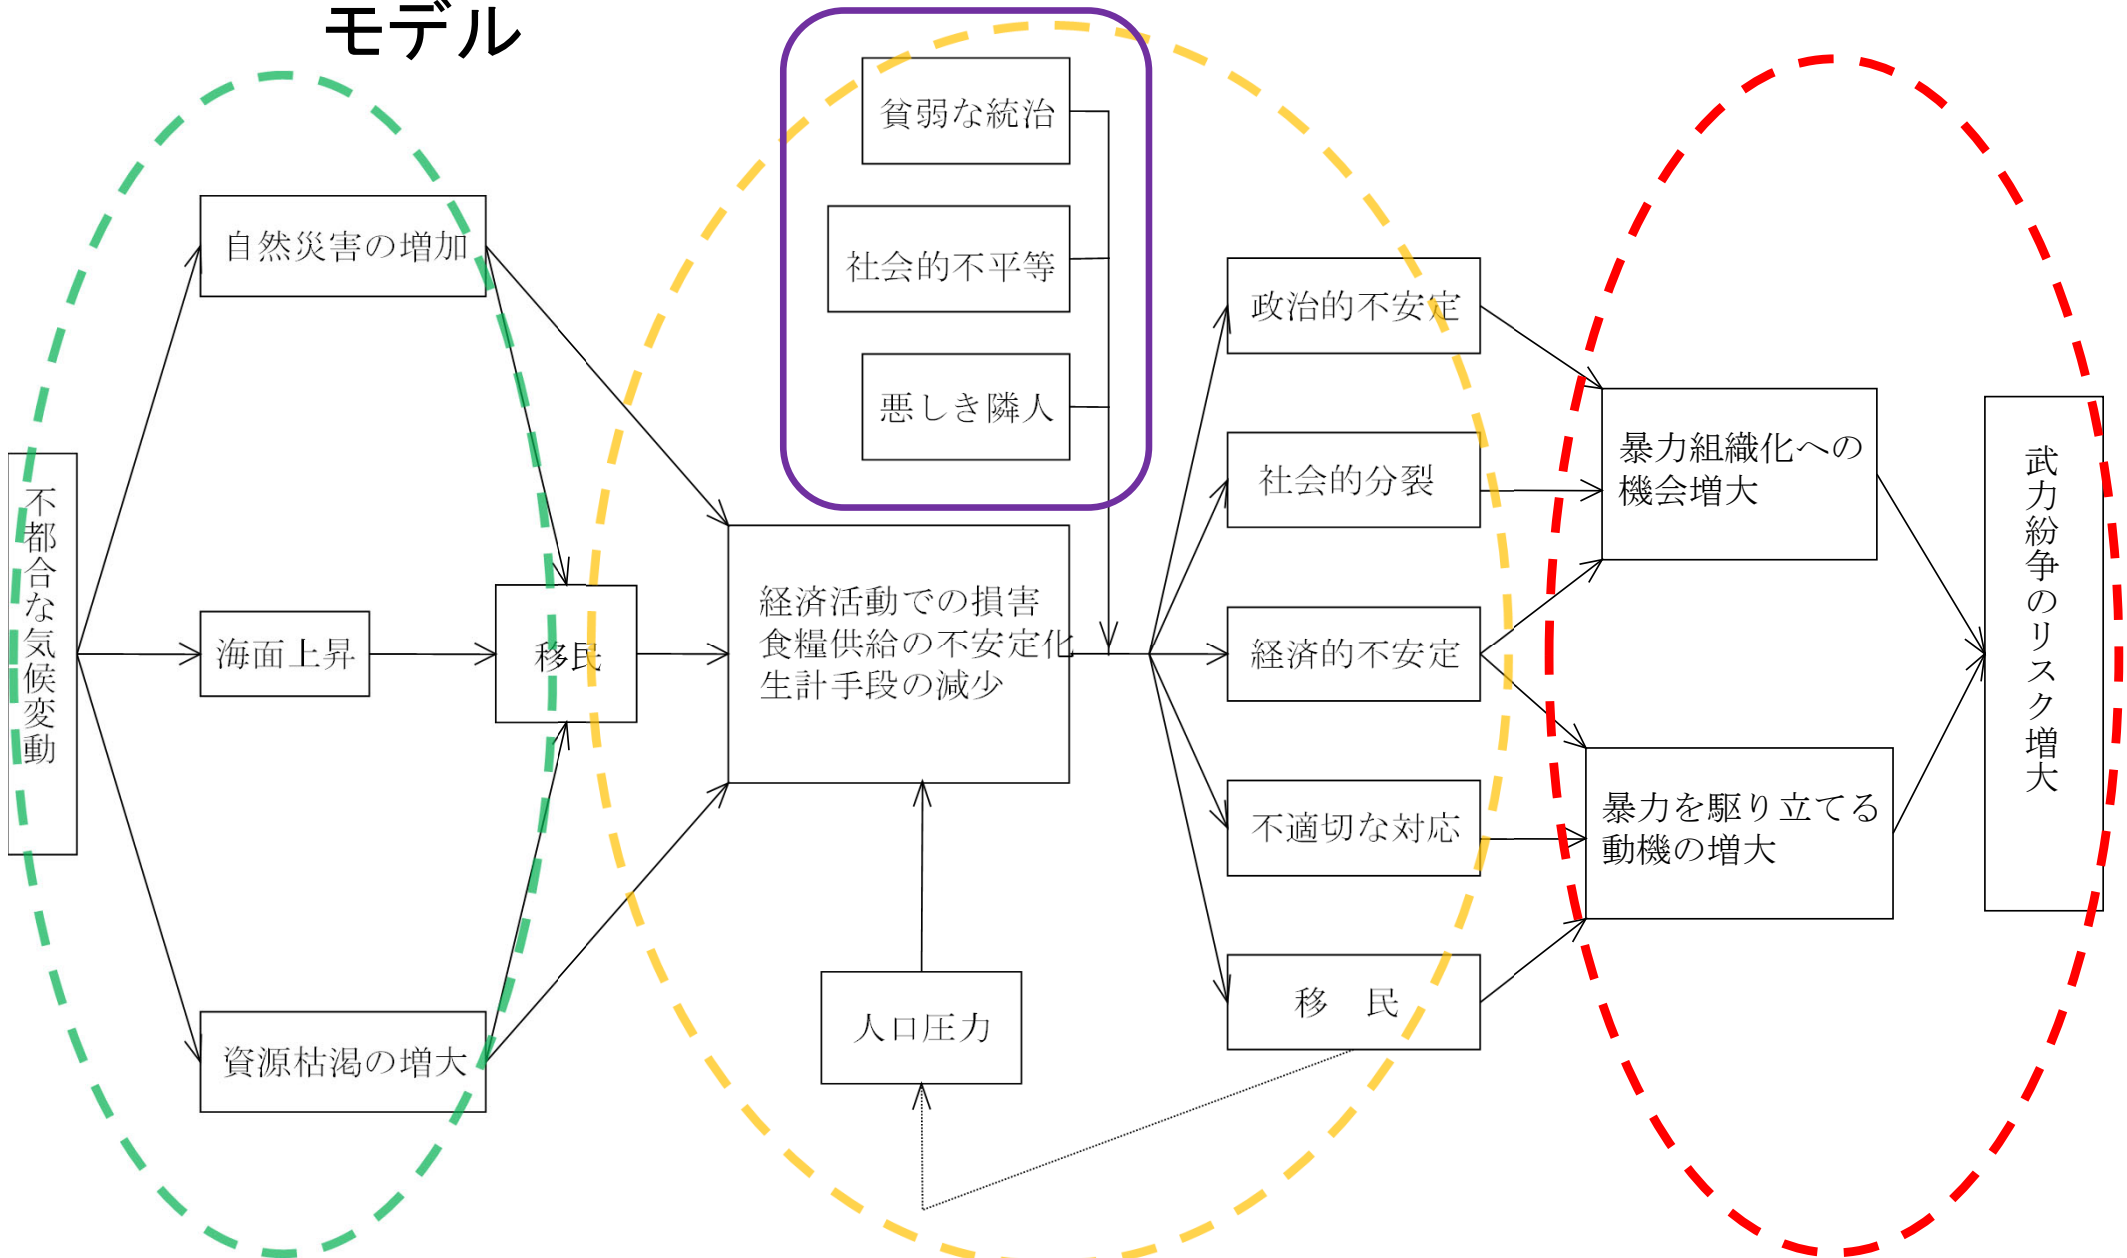 モデル
不都合な気候変動
自然災害の増加
海面上昇
資源枯渇の増大
移民
貧弱な統治
社会的不平等
悪しき隣人
経済活動での損害
食糧供給の不安定化
生計手段の減少
人口圧力
政治的不安定
社会的分裂
経済的不安定
不適切な対応
移　民
暴力組織化への
機会増大
暴力を駆り立てる
動機の増大
武力紛争のリスク増大